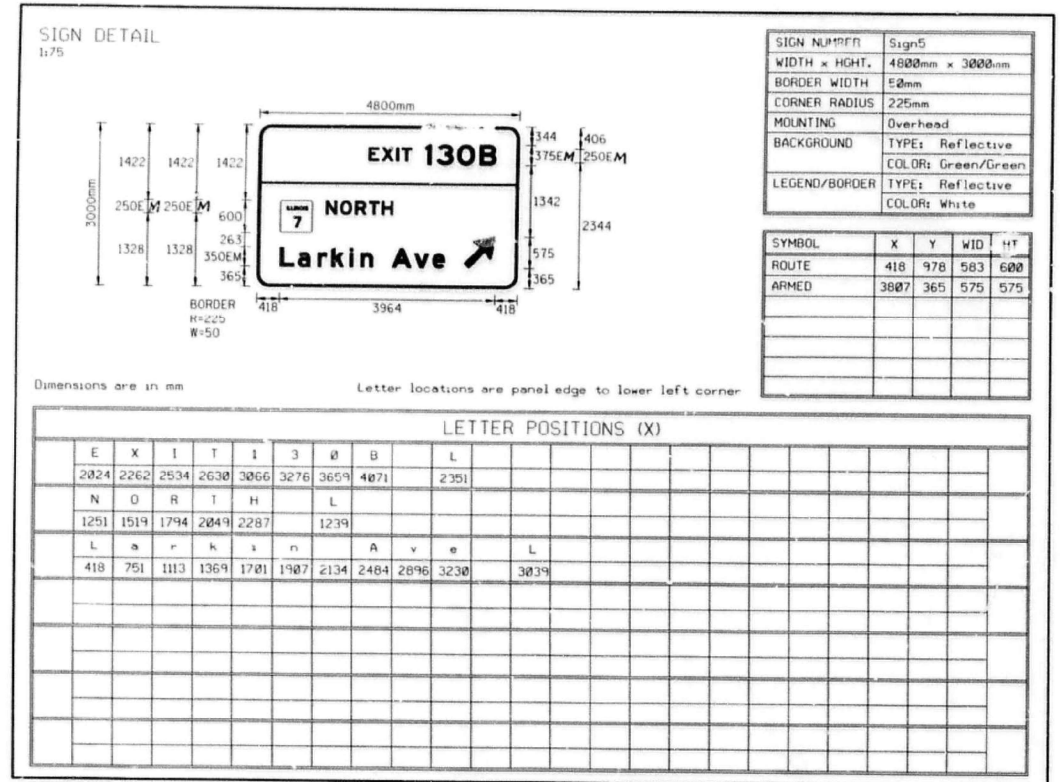 SIGN DETAIL
1:75
4800mm
3000mm
1422 1422 1422
250EM 250EM 600
263
1328 1328 350EM
365
EXIT 130B
ILLINOIS
7 NORTH
Larkin Ave
344 406
375EM 250EM
1342
2344
575
365
418 3964 418
BORDER
R=225
W=50
Dimensions are in mm
Letter locations are panel edge to lower left corner
SIGN NUMBER Sign5
WIDTH x HGHT. 4800mm x 3000mm
BORDER WIDTH 50mm
CORNER RADIUS 225mm
MOUNTING Overhead
BACKGROUND TYPE: Reflective
COLOR: Green/Green
LEGEND/BORDER TYPE: Reflective
COLOR: White
SYMBOL X Y WID HT
ROUTE 418 978 583 600
ARMED 3807 365 575 575
LETTER POSITIONS (X)
E X I T 1 3 0 B L
2024 2262 2534 2630 3066 3276 3659 4071 2351
N O R T H L
1251 1519 1794 2049 2287 1239
L a r k i n A v e L
418 751 1113 1369 1701 1907 2134 2484 2896 3230 3039